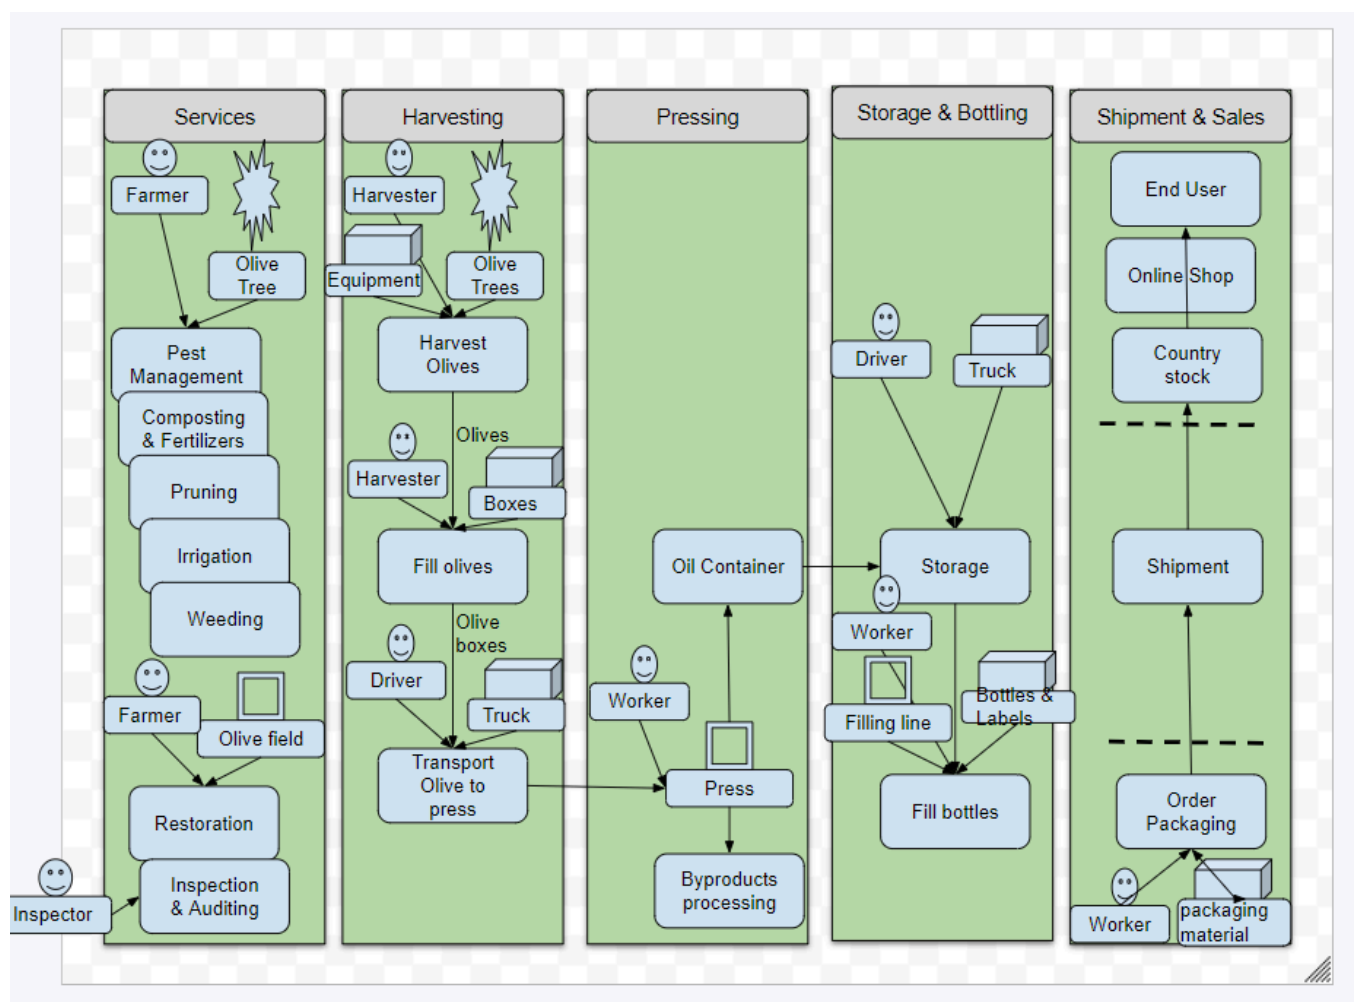 Services
Farmer
Olive
Tree
Pest
Management
Composting
& Fertilizers
Pruning
Irrigation
Weeding
Farmer
Olive field
Restoration
Inspector
Inspection
& Auditing
Harvesting
Harvester
Equipment
Olive
Trees
Harvest
Olives
Olives
Harvester
Boxes
Fill olives
Olive
boxes
Driver
Truck
Transport
Olive to
press
Pressing
Oil Container
Worker
Press
Byproducts
processing
Storage & Bottling
Driver
Truck
Storage
Worker
Filling line
Bottles &
Labels
Fill bottles
Shipment & Sales
End User
Online Shop
Country
stock
Shipment
Order
Packaging
Worker
packaging
material